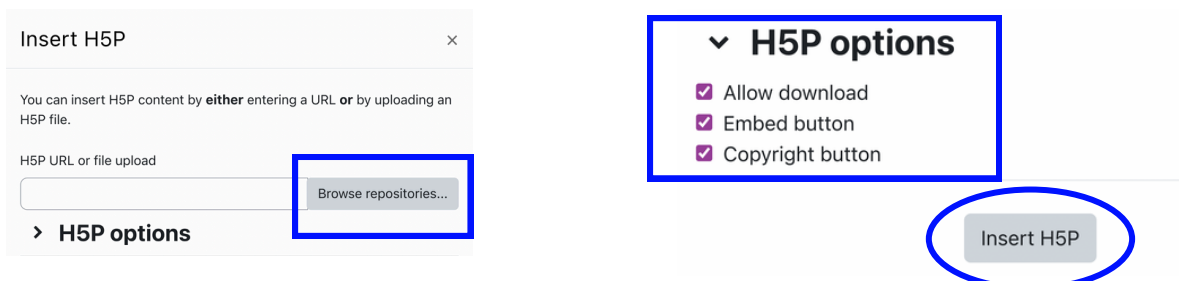 Insert H5P
You can insert H5P content by either entering a URL or by uploading an
H5P file.
H5P URL or file upload
Browse repositories...
H5P options
H5P options
Allow download
Embed button
Copyright button
Insert H5P